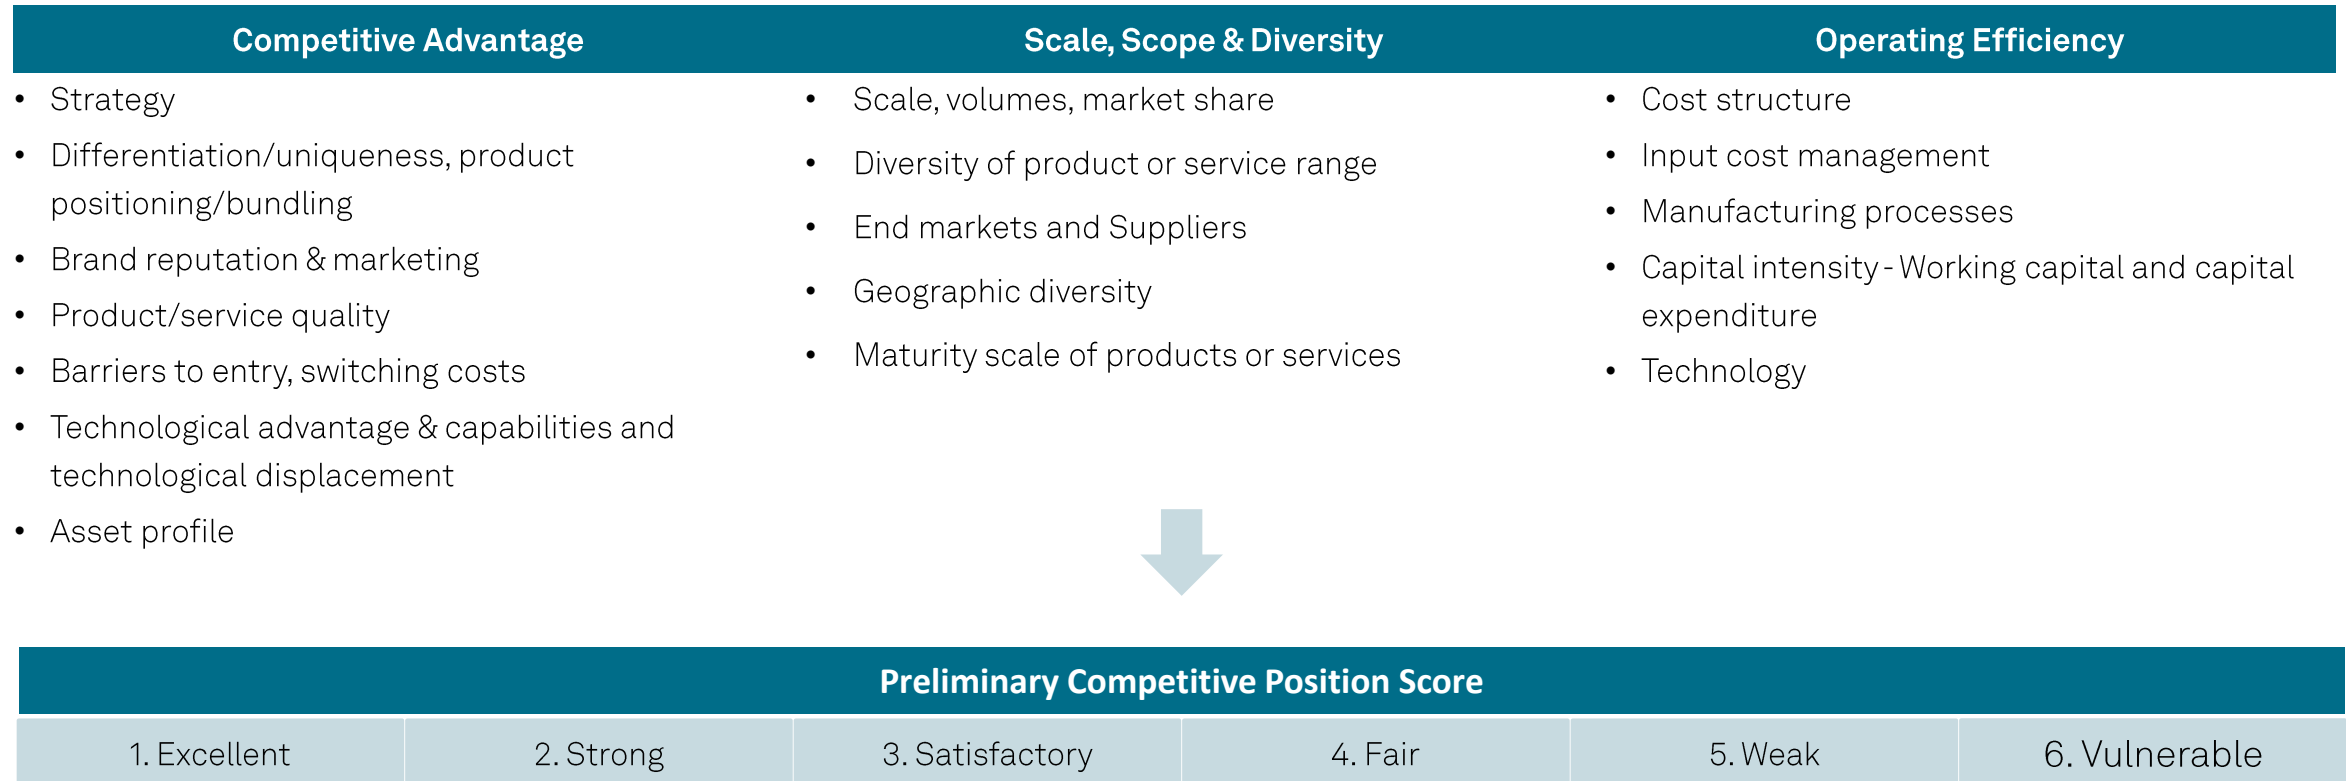 Competitive Advantage
• Strategy
• Differentiation/uniqueness, product
positioning/bundling
• Brand reputation & marketing
• Product/service quality
• Barriers to entry, switching costs
• Technological advantage & capabilities and
technological displacement
• Asset profile
Scale, Scope & Diversity
• Scale, volumes, market share
• Diversity of product or service range
• End markets and Suppliers
• Geographic diversity
• Maturity scale of products or services
Operating Efficiency
• Cost structure
• Input cost management
• Manufacturing processes
• Capital intensity - Working capital and capital
expenditure
• Technology
Preliminary Competitive Position Score
1. Excellent
2. Strong
3. Satisfactory
4. Fair
5. Weak
6. Vulnerable